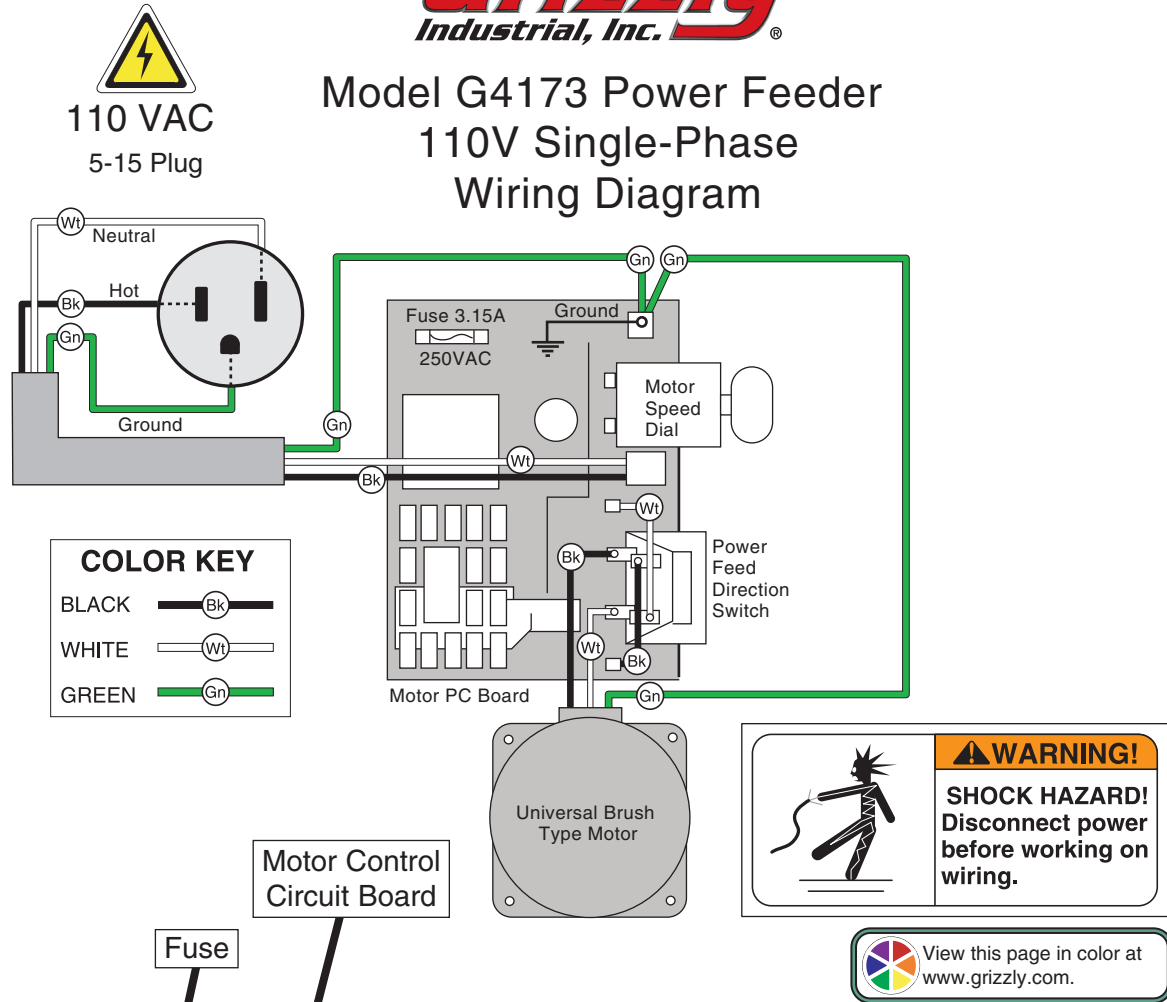 Grizzly
Industrial, Inc. ®
Model G4173 Power Feeder
110V Single-Phase
Wiring Diagram
110 VAC
5-15 Plug
Wt
Neutral
Bk
Hot
Gn
Ground
Gn
Gn
Gn
Fuse 3.15A
250VAC
Ground
Motor
Speed
Dial
Wt
Bk
Wt
Bk
Power
Feed
Direction
Switch
Wt
Bk
Gn
Motor PC Board
COLOR KEY
BLACK Bk
WHITE Wt
GREEN Gn
Universal Brush
Type Motor
WARNING!
SHOCK HAZARD!
Disconnect power
before working on
wiring.
Motor Control
Circuit Board
Fuse
View this page in color at
www.grizzly.com.